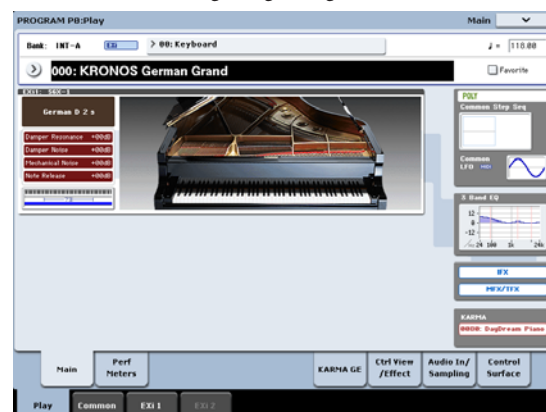 PROGRAM P0:Play Main
Bank: INT-A EXi > 00: Keyboard ♩ = 118.00
000: KRONOS German Grand Favorite
EXi1: SGX-1
German D 2 s
Damper Resonance +00dB
Damper Noise +00dB
Mechanical Noise +00dB
Note Release +00dB
POLY
Common Step Seq
Common
LFO MIDI
3 Band EQ
12
0
-12
24 100 1k 24k
IFX
MFX/TFX
KARMA
0000: DayDream Piano
Main
Perf
Meters
KARMA GE
Ctrl View
/Effect
Audio In/
Sampling
Control
Surface
Play Common EXi 1 EXi 2